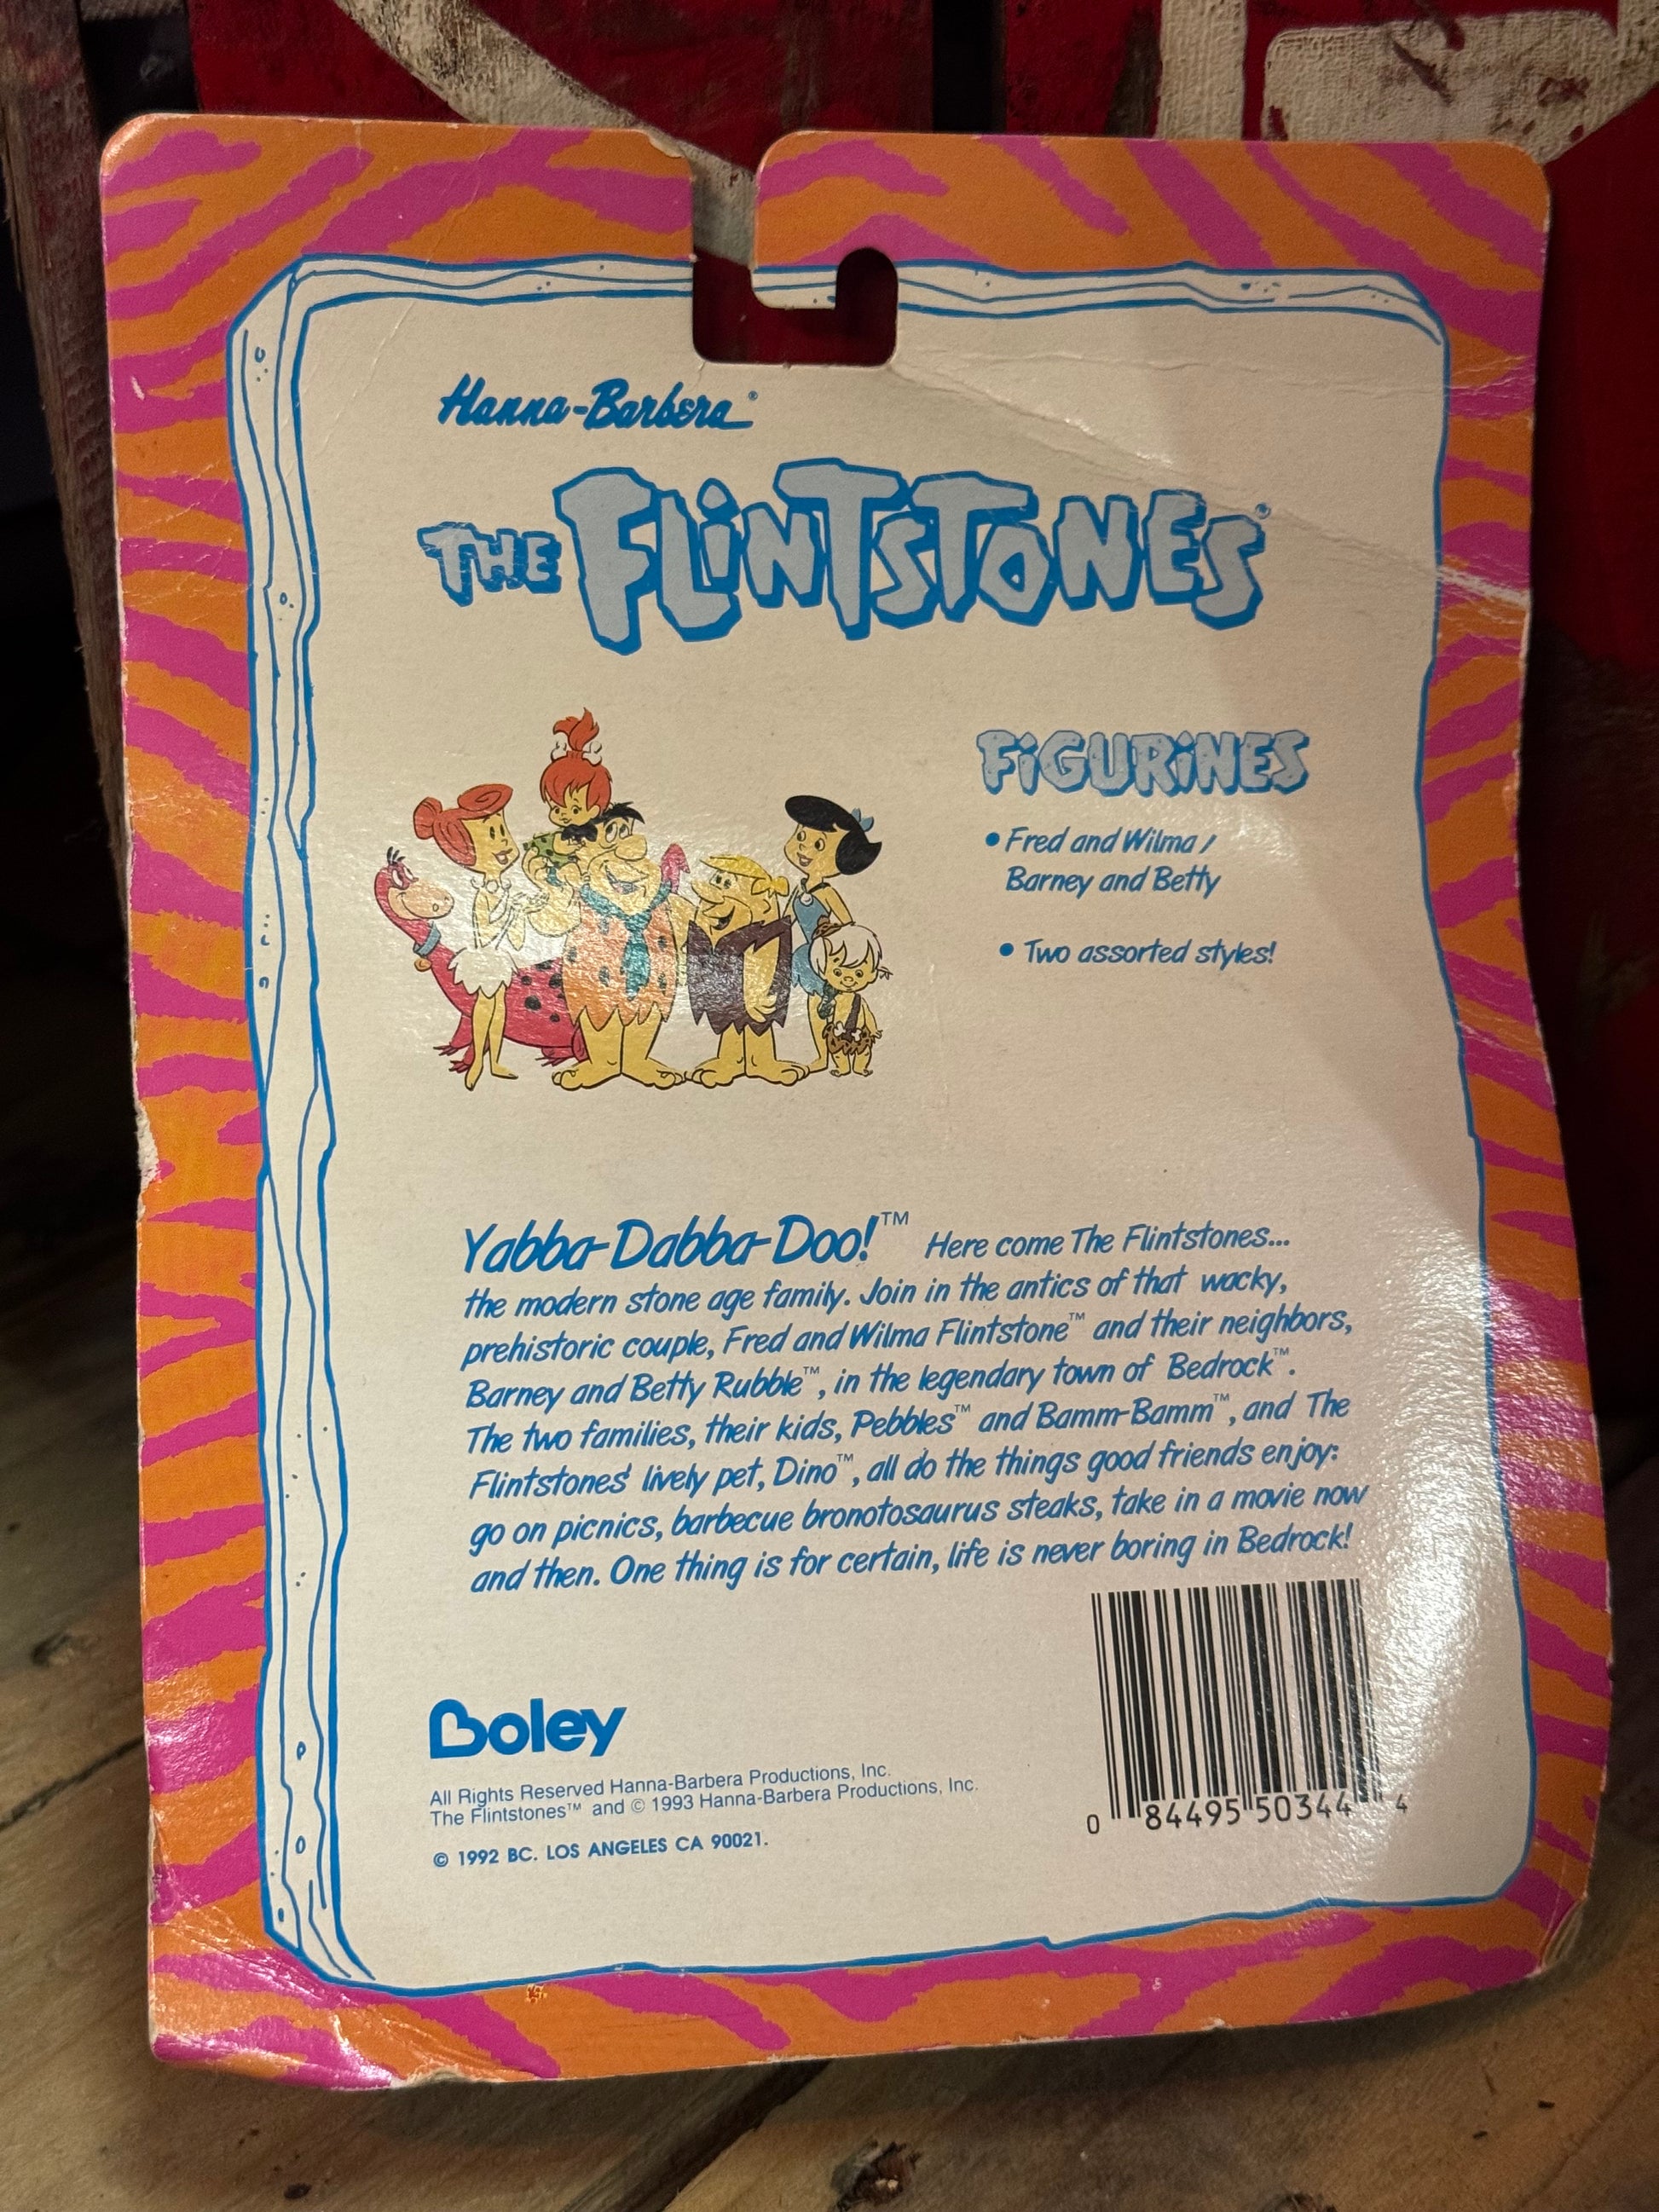 Hanna-Barbera®
THE FLINTSTONES®
FIGURINES
• Fred and Wilma /
Barney and Betty
• Two assorted styles!
Yabba-Dabba-Doo!™ Here come The Flintstones...
the modern stone age family. Join in the antics of that wacky,
prehistoric couple, Fred and Wilma Flintstone™ and their neighbors,
Barney and Betty Rubble™, in the legendary town of Bedrock™.
The two families, their kids, Pebbles™ and Bamm-Bamm™, and The
Flintstones' lively pet, Dino™, all do the things good friends enjoy:
go on picnics, barbecue bronotosaurus steaks, take in a movie now
and then. One thing is for certain, life is never boring in Bedrock!
Boley
All Rights Reserved Hanna-Barbera Productions, Inc.
The Flintstones™ and © 1993 Hanna-Barbera Productions, Inc.
© 1992 BC. LOS ANGELES CA 90021.
0 84495 50344 4